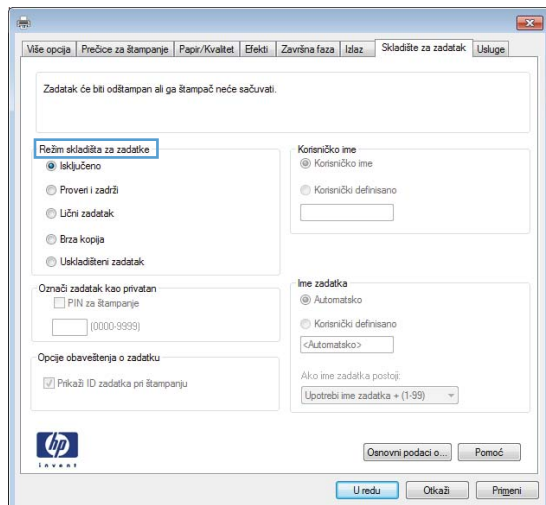 Više opcija Prečice za štampanje Papir/Kvalitet Efekti Završna faza Izlaz Skladište za zadatak Usluge
Zadatak će biti odštampan ali ga štampač neće sačuvati.
Režim skladišta za zadatke
Isključeno
Proveri i zadrži
Lični zadatak
Brza kopija
Uskladišteni zadatak
Korisničko ime
Korisničko ime
Korisnički definisano
Označi zadatak kao privatan
PIN za štampanje
(0000-9999)
Ime zadatka
Automatsko
Korisnički definisano
<Automatsko>
Ako ime zadatka postoji:
Upotrebi ime zadatka + (1-99)
Opcije obaveštenja o zadatku
Prikaži ID zadatka pri štampanju
hp
invent
Osnovni podaci o... Pomoć
U redu Otkaži Primeni